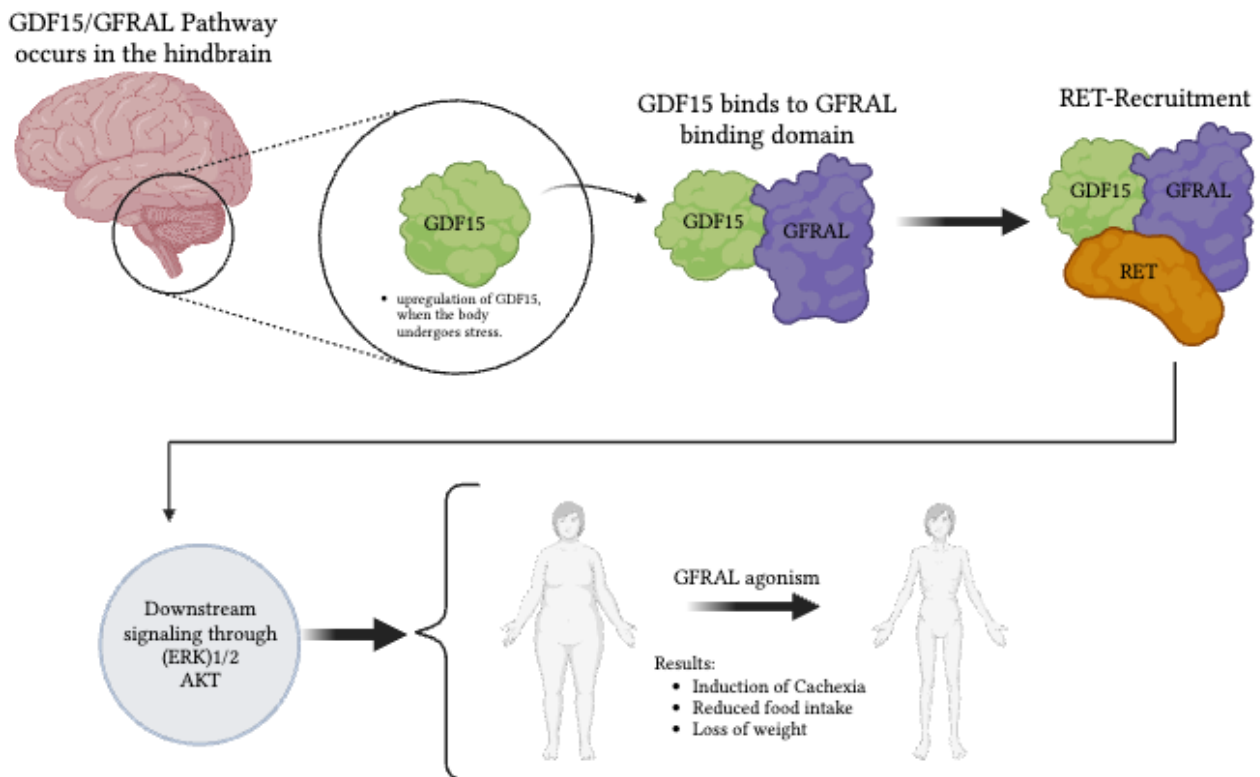 GDF15/GFRAL Pathway
occurs in the hindbrain
GDF15
• upregulation of GDF15,
when the body
undergoes stress.
GDF15 binds to GFRAL
binding domain
GDF15
GFRAL
RET-Recruitment
GDF15
GFRAL
RET
Downstream
signaling through
(ERK)1/2
AKT
GFRAL agonism
Results:
• Induction of Cachexia
• Reduced food intake
• Loss of weight